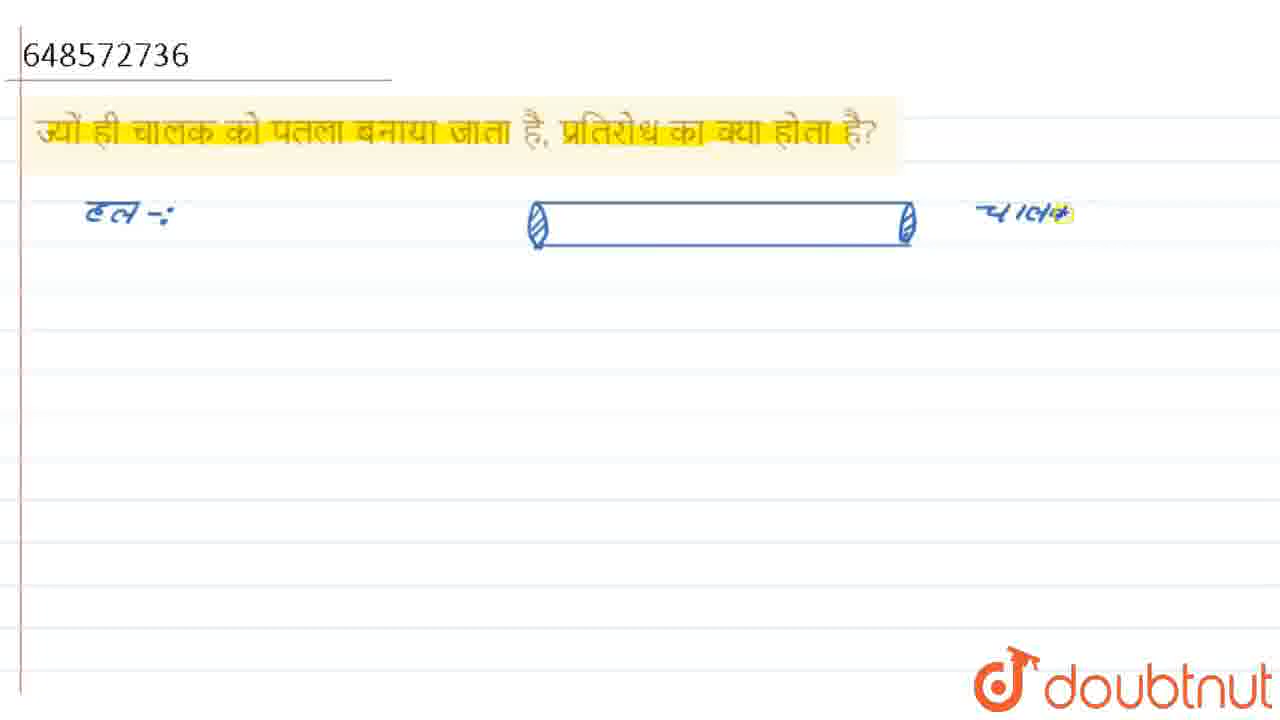 648572736
ज्यों ही चालक को पतला बनाया जाता है, प्रतिरोध का क्या होता है?
हल -: चालक
doubtnut